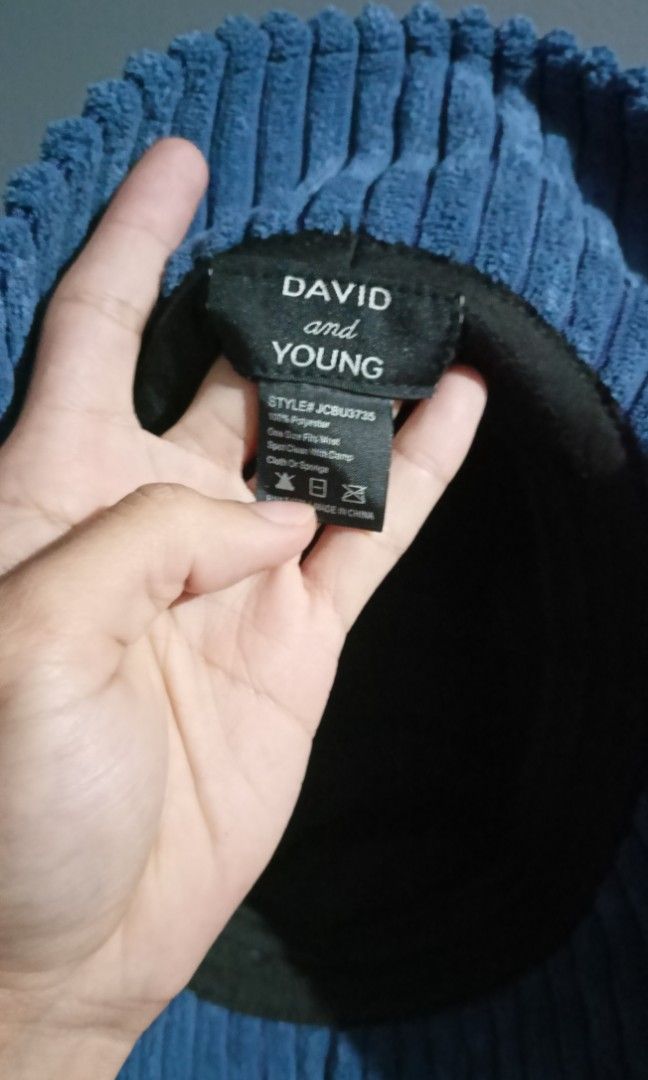 DAVID
and
YOUNG
STYLE# JCBU3735
100% Polyester
One Size Fits Most
Spot Clean With Damp
Cloth Or Sponge
MADE IN CHINA